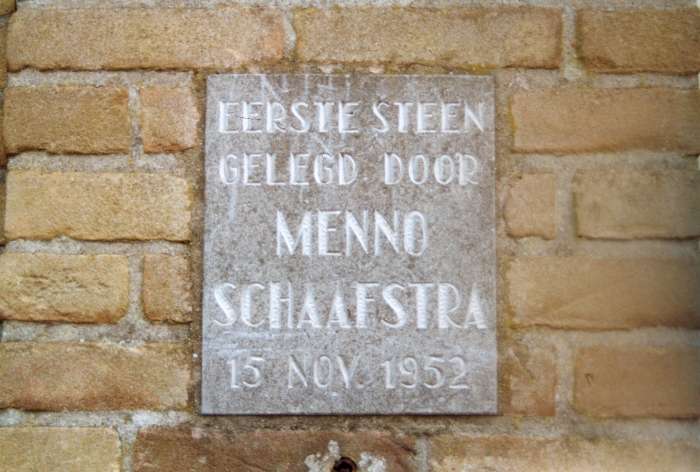 EERSTE STEEN
GELEGD DOOR
MENNO
SCHAAFSTRA
15 NOV. 1952